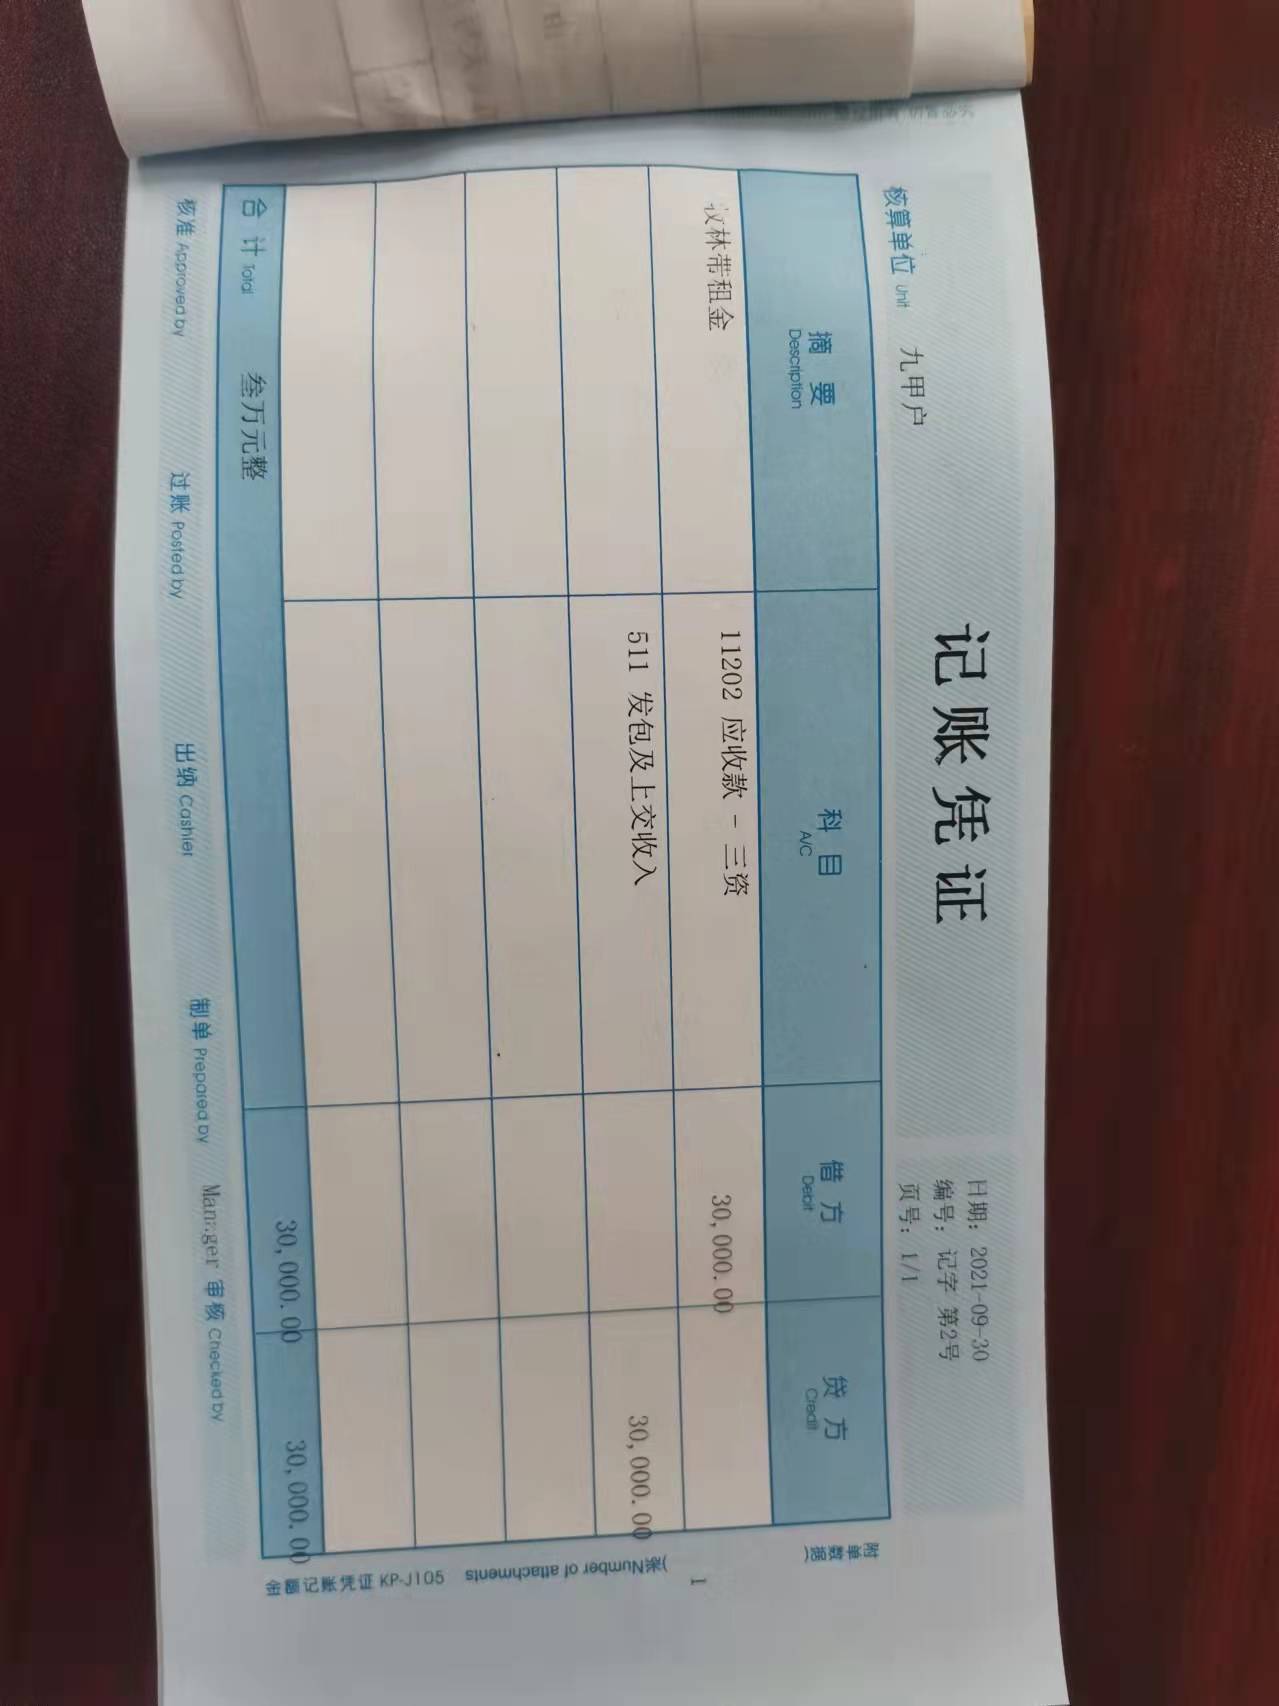 记账凭证
日期: 2021-09-30
编号: 记字 第2号
核算单位 Unit 九甲户
页号: 1/1
摘要 Description 科目 A/C 借方 Debit 贷方 Credit
林带租金 11202 应收款 - 三资 30,000.00
511 发包及上交收入 30,000.00
合计 Total 叁万元整 30,000.00 30,000.00
核准 Approved by 过账 Posted by 出纳 Cashier 制单 Prepared by Manager 审核 Checked by
附单据数(
1
张Number of attachments)
金额记账凭证 KP-J105